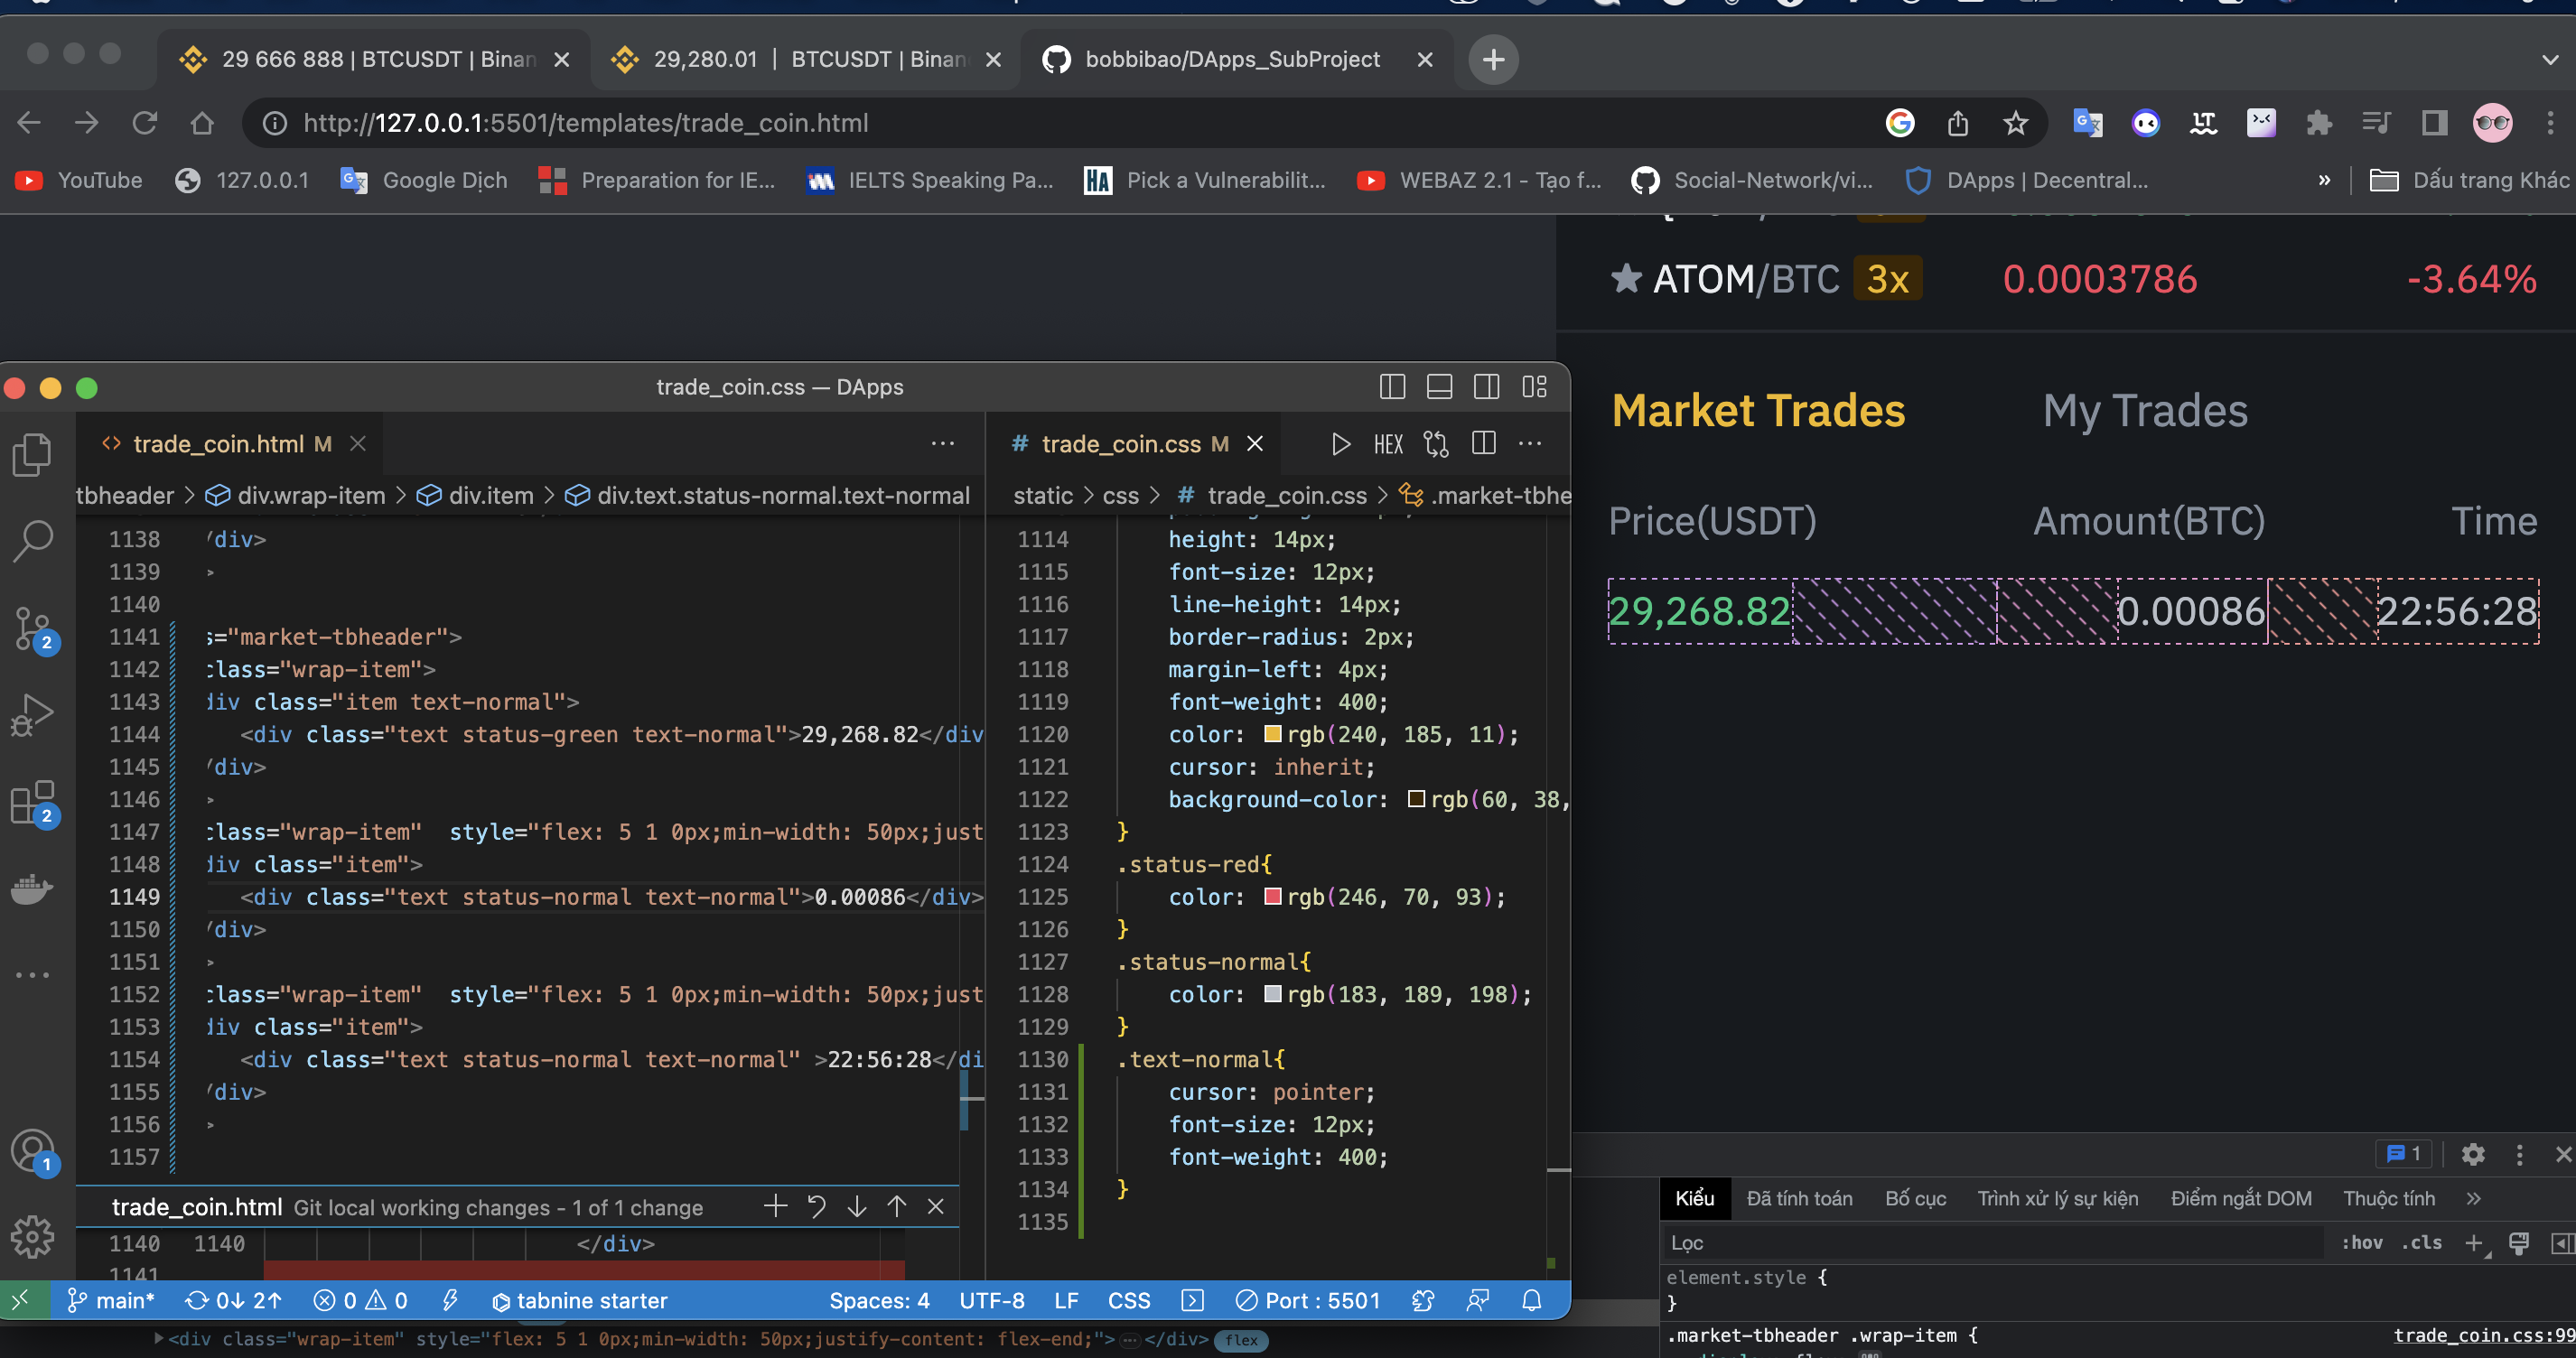 29 666 888 | BTCUSDT | Binan
29,280.01 | BTCUSDT | Binan
bobbibao/DApps_SubProject
http://127.0.0.1:5501/templates/trade_coin.html
YouTube
127.0.0.1
Google Dịch
Preparation for IE...
IELTS Speaking Pa...
HA
Pick a Vulnerabilit...
WEBAZ 2.1 - Tạo f...
Social-Network/vi...
DApps | Decentral...
»
Dấu trang Khác
ATOM/BTC 3x 0.0003786 -3.64%
Market Trades My Trades
Price(USDT) Amount(BTC) Time
29,268.82 0.00086 22:56:28
trade_coin.css — DApps
<> trade_coin.html M
# trade_coin.css M
HEX
tbheader > div.wrap-item > div.item > div.text.status-normal.text-normal
static > css > # trade_coin.css > .market-tbhe
1138 /div>
1139 >
1140
1141 s="market-tbheader">
1142 class="wrap-item">
1143 div class="item text-normal">
1144 <div class="text status-green text-normal">29,268.82</div
1145 /div>
1146 >
1147 class="wrap-item"  style="flex: 5 1 0px;min-width: 50px;just
1148 div class="item">
1149 <div class="text status-normal text-normal">0.00086</div>
1150 /div>
1151 >
1152 class="wrap-item"  style="flex: 5 1 0px;min-width: 50px;just
1153 div class="item">
1154 <div class="text status-normal text-normal" >22:56:28</di
1155 /div>
1156 >
1157
1114 height: 14px;
1115 font-size: 12px;
1116 line-height: 14px;
1117 border-radius: 2px;
1118 margin-left: 4px;
1119 font-weight: 400;
1120 color: rgb(240, 185, 11);
1121 cursor: inherit;
1122 background-color: rgb(60, 38,
1123 }
1124 .status-red{
1125 color: rgb(246, 70, 93);
1126 }
1127 .status-normal{
1128 color: rgb(183, 189, 198);
1129 }
1130 .text-normal{
1131 cursor: pointer;
1132 font-size: 12px;
1133 font-weight: 400;
1134 }
1135
2
2
1
trade_coin.html Git local working changes - 1 of 1 change
1140 1140 </div>
1141
main* 0↓ 2↑ 0 0 tabnine starter Spaces: 4 UTF-8 LF CSS Port : 5501
<div class="wrap-item" style="flex: 5 1 0px;min-width: 50px;justify-content: flex-end;">…</div> flex
1
Kiểu Đã tính toán Bố cục Trình xử lý sự kiện Điểm ngắt DOM Thuộc tính »
Lọc :hov .cls +
element.style {
}
.market-tbheader .wrap-item { trade_coin.css:99